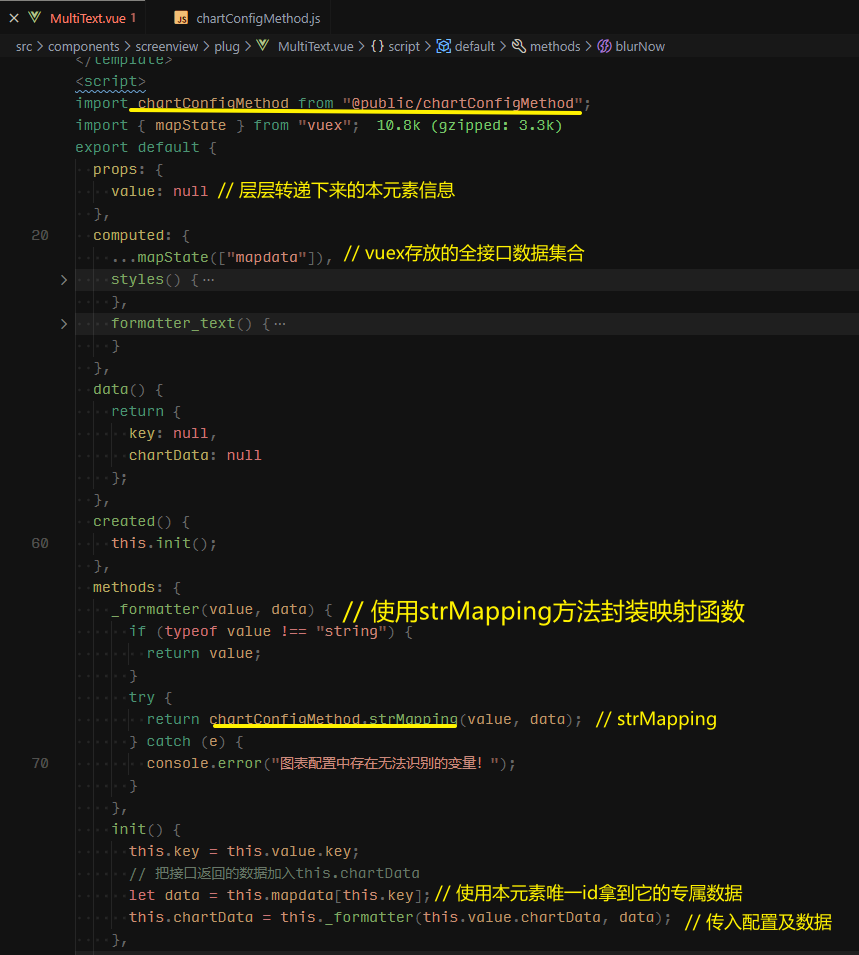 MultiText.vue 1 JS chartConfigMethod.js
src > components > screenview > plug > MultiText.vue > {} script > default > methods > blurNow
</template>
<script>
import chartConfigMethod from "@public/chartConfigMethod";
import { mapState } from "vuex"; 10.8k (gzipped: 3.3k)
export default {
props: {
value: null // 层层转递下来的本元素信息
},
20 computed: {
...mapState(["mapdata"]), // vuex存放的全接口数据集合
> styles() { ···
},
> formatter_text() { ···
}
},
data() {
return {
key: null,
chartData: null
};
},
created() {
60 this.init();
},
methods: {
_formatter(value, data) { // 使用strMapping方法封装映射函数
if (typeof value !== "string") {
return value;
}
try {
return chartConfigMethod.strMapping(value, data); // strMapping
} catch (e) {
70 console.error("图表配置中存在无法识别的变量！");
}
},
init() {
this.key = this.value.key;
// 把接口返回的数据加入this.chartData
let data = this.mapdata[this.key]; // 使用本元素唯一id拿到它的专属数据
this.chartData = this._formatter(this.value.chartData, data); // 传入配置及数据
},